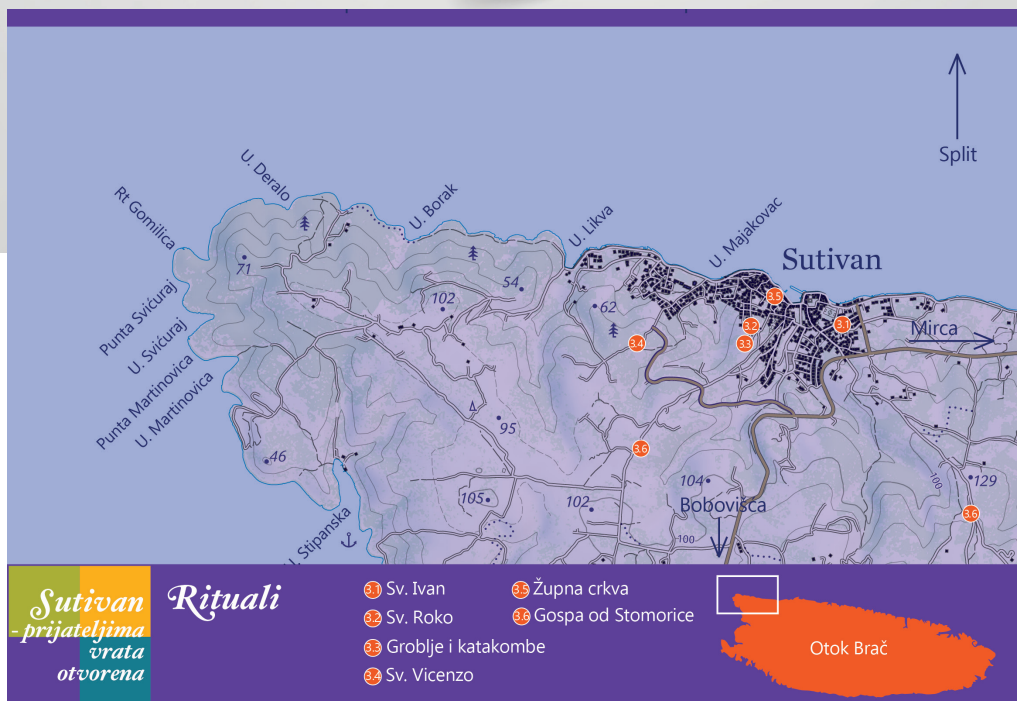 Split
U. Deralo
Rt Gomilica
U. Borak
U. Likva
U. Majakovac
Sutivan
71
54
102
62
3.5
3.2
3.1
3.3
3.4
Mirca
Punta Svićuraj
U. Svićuraj
Punta Martinovica
U. Martinovica
95
46
3.6
104
129
100
105
102
Bobovišća
3.6
100
U. Stipanska
Sutivan
- prijateljima
vrata
otvorena
Rituali
3.1 Sv. Ivan
3.2 Sv. Roko
3.3 Groblje i katakombe
3.4 Sv. Vicenzo
3.5 Župna crkva
3.6 Gospa od Stomorice
Otok Brač